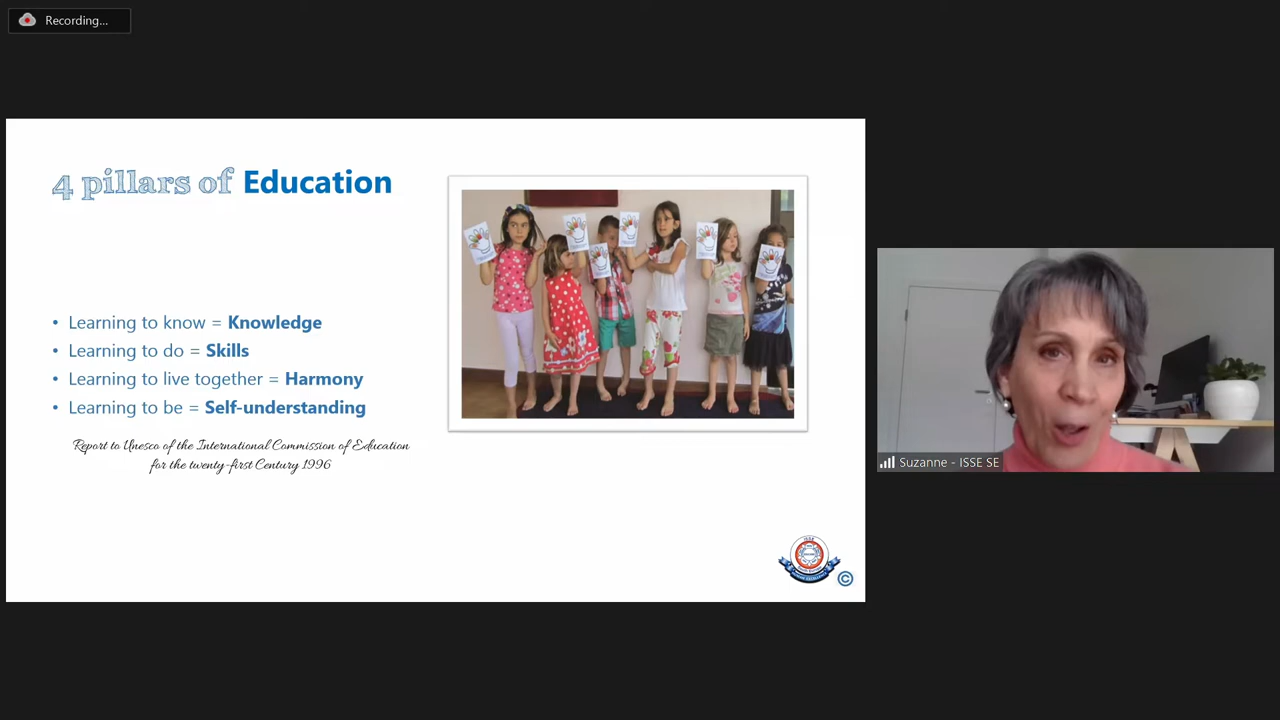 Recording...
4 pillars of Education
• Learning to know = Knowledge
• Learning to do = Skills
• Learning to live together = Harmony
• Learning to be = Self-understanding
Report to Unesco of the International Commission of Education
for the twenty-first Century 1996
ISSE
©
Suzanne - ISSE SE